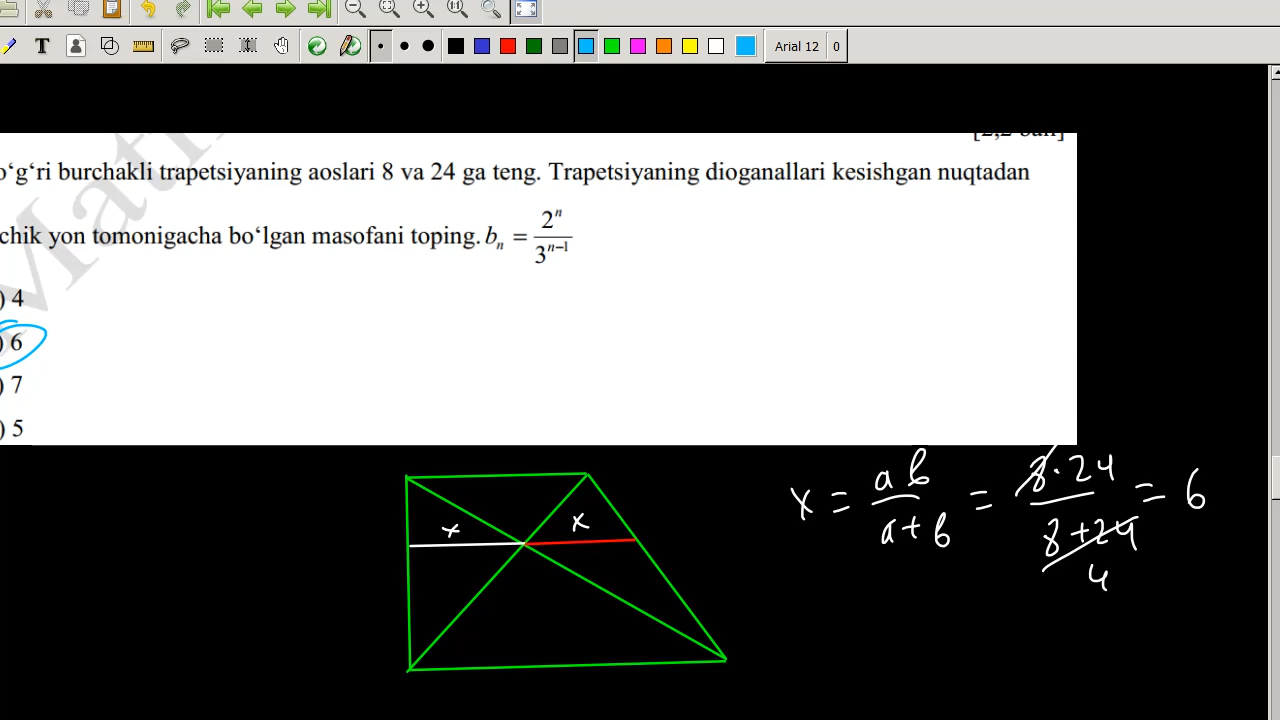 Arial 12 0
[2,2 ball]
o‘g‘ri burchakli trapetsiyaning aoslari 8 va 24 ga teng. Trapetsiyaning dioganallari kesishgan nuqtadan
chik yon tomonigacha bo‘lgan masofani toping. bₙ = 2ⁿ / 3ⁿ⁻¹
) 4
) 6
) 7
) 5
x = ab / a+b = 8·24 / 8+24 = 6
4
x x